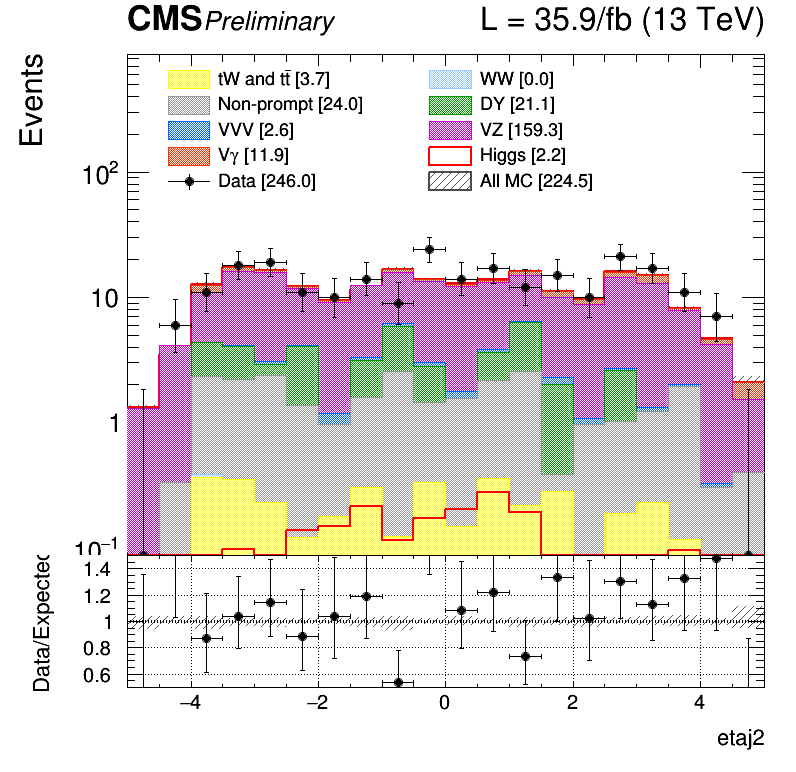 CMS Preliminary L = 35.9/fb (13 TeV)
Events
tW and tt̄ [3.7] WW [0.0]
Non-prompt [24.0] DY [21.1]
VVV [2.6] VZ [159.3]
Vγ [11.9] Higgs [2.2]
Data [246.0] All MC [224.5]
10²
10
1
10⁻¹
Data/Expected
1.4
1.2
1
0.8
0.6
−4 −2 0 2 4
etaj2